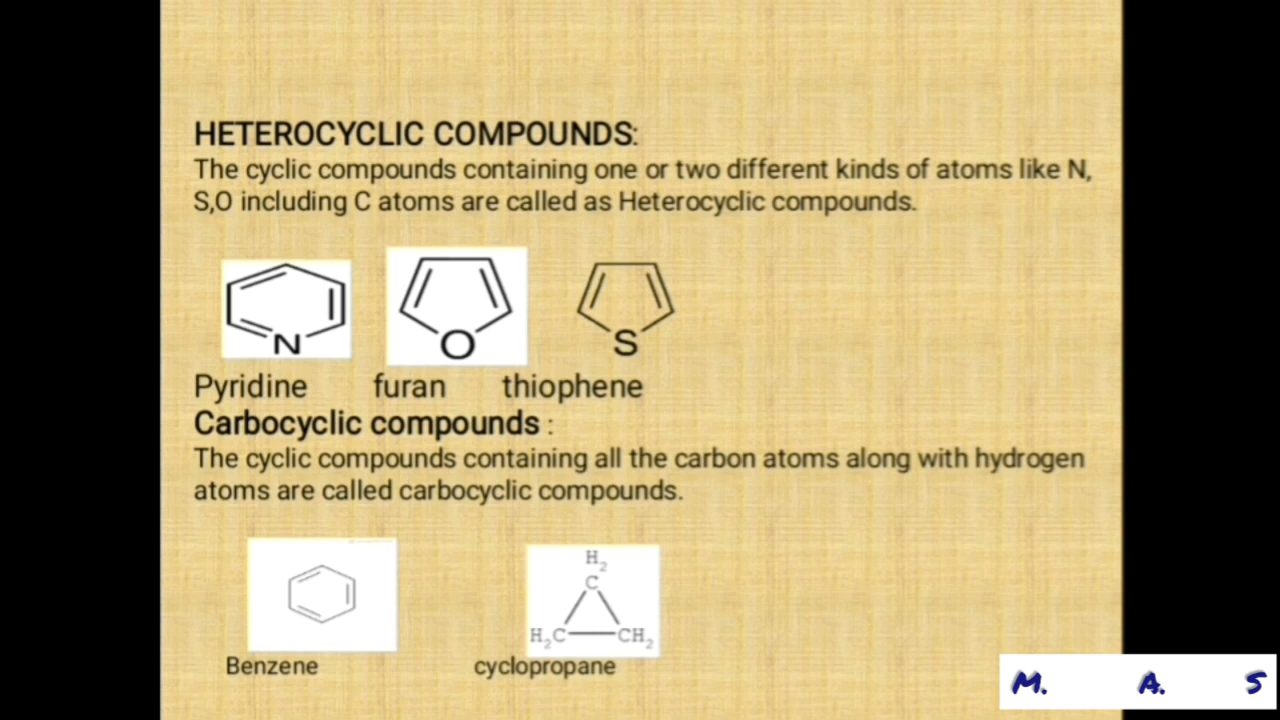 HETEROCYCLIC COMPOUNDS:
The cyclic compounds containing one or two different kinds of atoms like N,
S,O including C atoms are called as Heterocyclic compounds.
N
O
S
Pyridine furan thiophene
Carbocyclic compounds :
The cyclic compounds containing all the carbon atoms along with hydrogen
atoms are called carbocyclic compounds.
H2
C
H2C CH2
Benzene cyclopropane
M. A. S